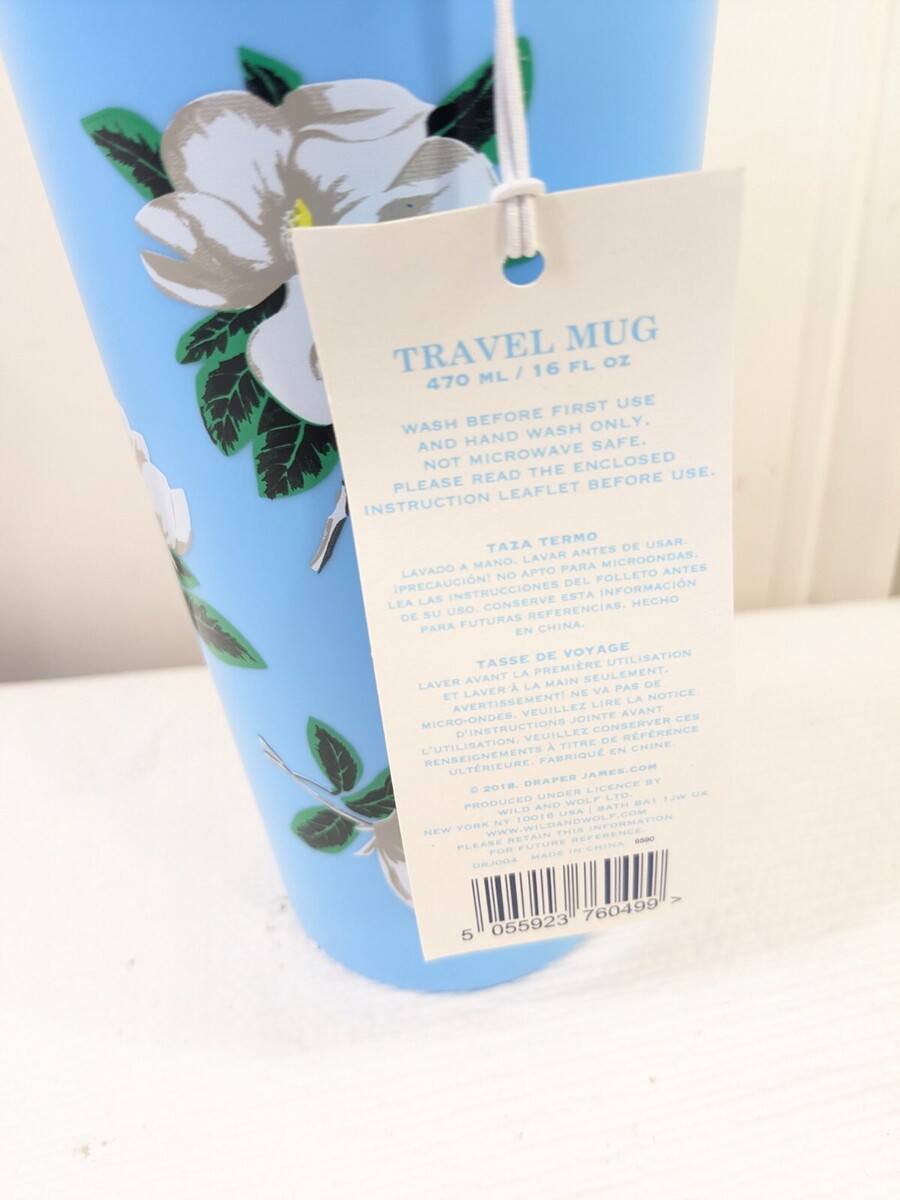 TRAVEL MUG
470 ML / 16 FL OZ
WASH BEFORE FIRST USE
AND HAND WASH ONLY.
NOT MICROWAVE SAFE.
PLEASE READ THE ENCLOSED
INSTRUCTION LEAFLET BEFORE USE.
TAZA TERMO
LAVADO A MANO. LAVAR ANTES DE USAR.
¡PRECAUCIÓN! NO APTO PARA MICROONDAS.
LEA LAS INSTRUCCIONES DEL FOLLETO ANTES
DE SU USO. CONSERVE ESTA INFORMACIÓN
PARA FUTURAS REFERENCIAS. HECHO
EN CHINA.
TASSE DE VOYAGE
LAVER AVANT LA PREMIÈRE UTILISATION
ET LAVER À LA MAIN SEULEMENT.
AVERTISSEMENT! NE VA PAS DE
MICRO-ONDES. VEUILLEZ LIRE LA NOTICE
D'INSTRUCTIONS JOINTE AVANT
L'UTILISATION. VEUILLEZ CONSERVER CES
RENSEIGNEMENTS À TITRE DE RÉFÉRENCE
ULTÉRIEURE. FABRIQUÉ EN CHINE.
© 2018. DRAPER JAMES.COM
PRODUCED UNDER LICENCE BY
WILD AND WOLF LTD.
NEW YORK NY 10016 USA | BATH BA1 1JW UK
WWW.WILDANDWOLF.COM
PLEASE RETAIN THIS INFORMATION
FOR FUTURE REFERENCE.
DRJ004 MADE IN CHINA 6590
5 055923 760499 >